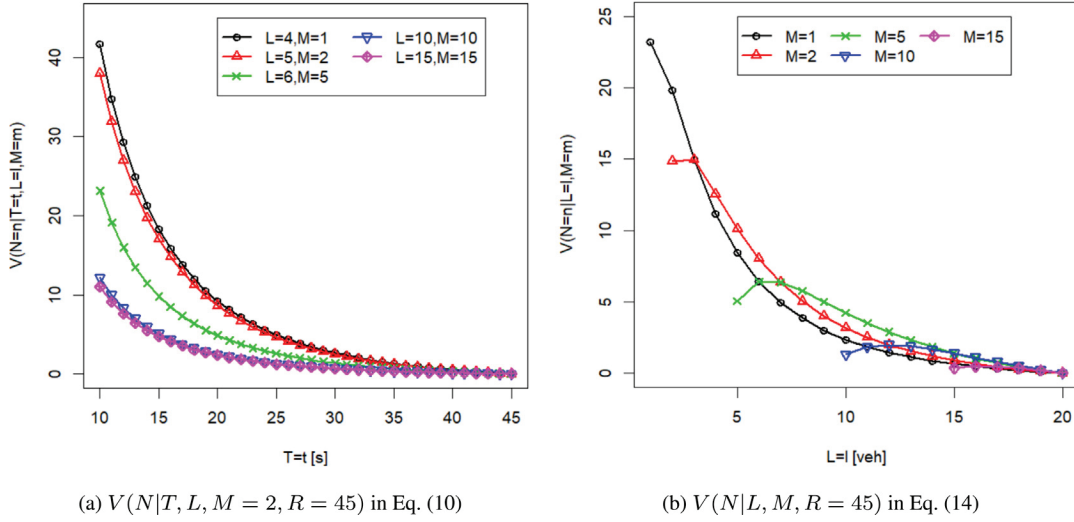 V(N=n|T=t,L=l,M=m)
40
30
20
10
0
L=4,M=1
L=5,M=2
L=6,M=5
L=10,M=10
L=15,M=15
10 15 20 25 30 35 40 45
T=t [s]
(a) V(N|T, L, M = 2, R = 45) in Eq. (10)
V(N=n|L=l,M=m)
25
20
15
10
5
0
M=1
M=2
M=5
M=10
M=15
5 10 15 20
L=l [veh]
(b) V(N|L, M, R = 45) in Eq. (14)